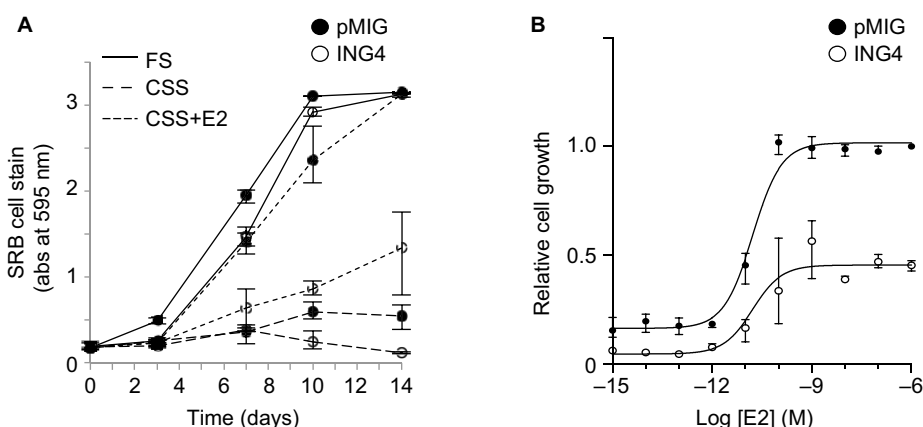 A
pMIG
ING4
FS
CSS
CSS+E2
SRB cell stain
(abs at 595 nm)
3
2
1
0
0 2 4 6 8 10 12 14
Time (days)
B
pMIG
ING4
Relative cell growth
1.0
0.5
0
–15 –12 –9 –6
Log [E2] (M)